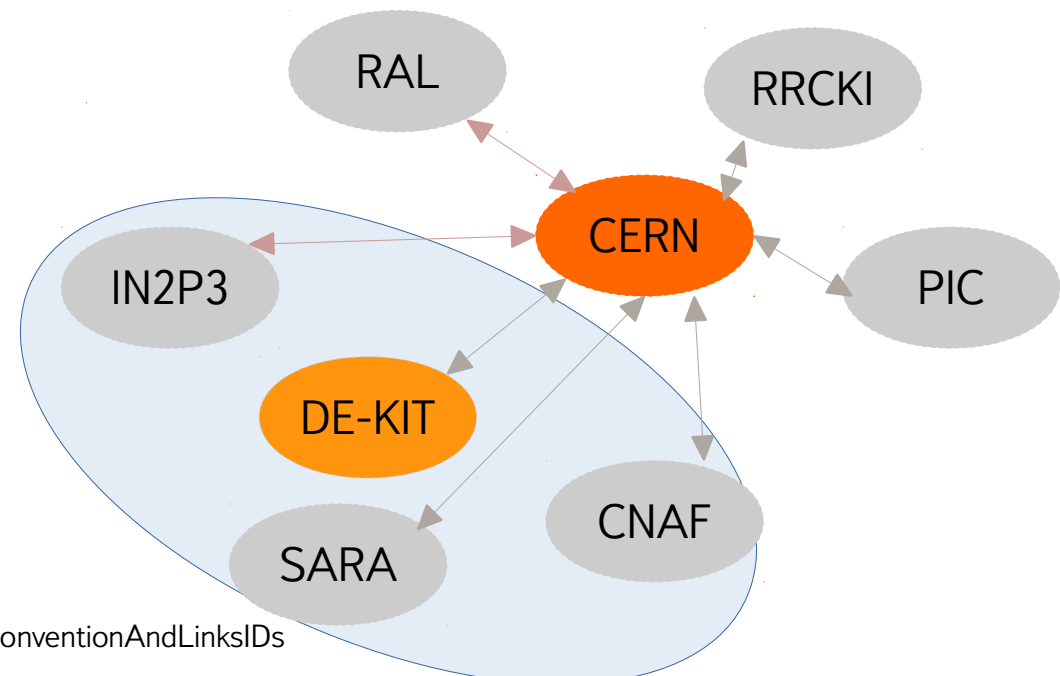 RAL
RRCKI
CERN
IN2P3
PIC
DE-KIT
CNAF
SARA
onventionAndLinksIDs